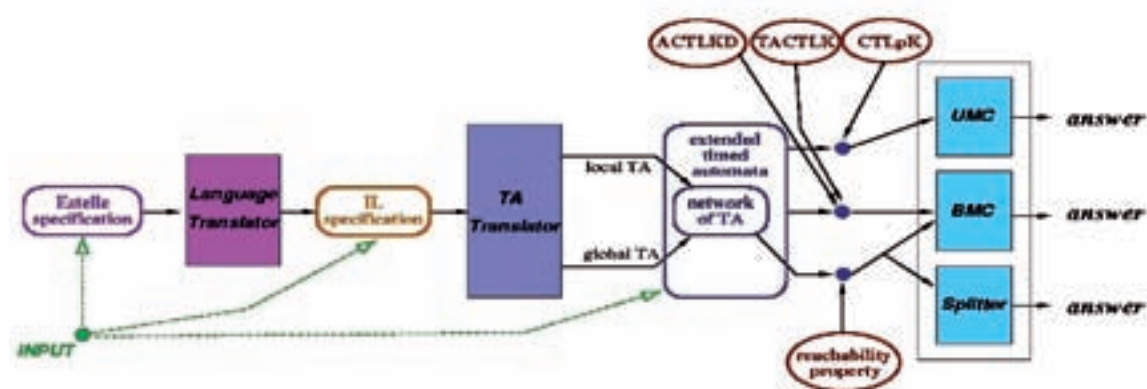 ACTLKD
TACTLK
CTLpK
UMC
answer
extended
timed
automata
local TA
Language
Translator
TA
Translator
Estelle
specification
IL
specification
network
of TA
BMC
answer
global TA
Splitter
answer
INPUT
reachability
property